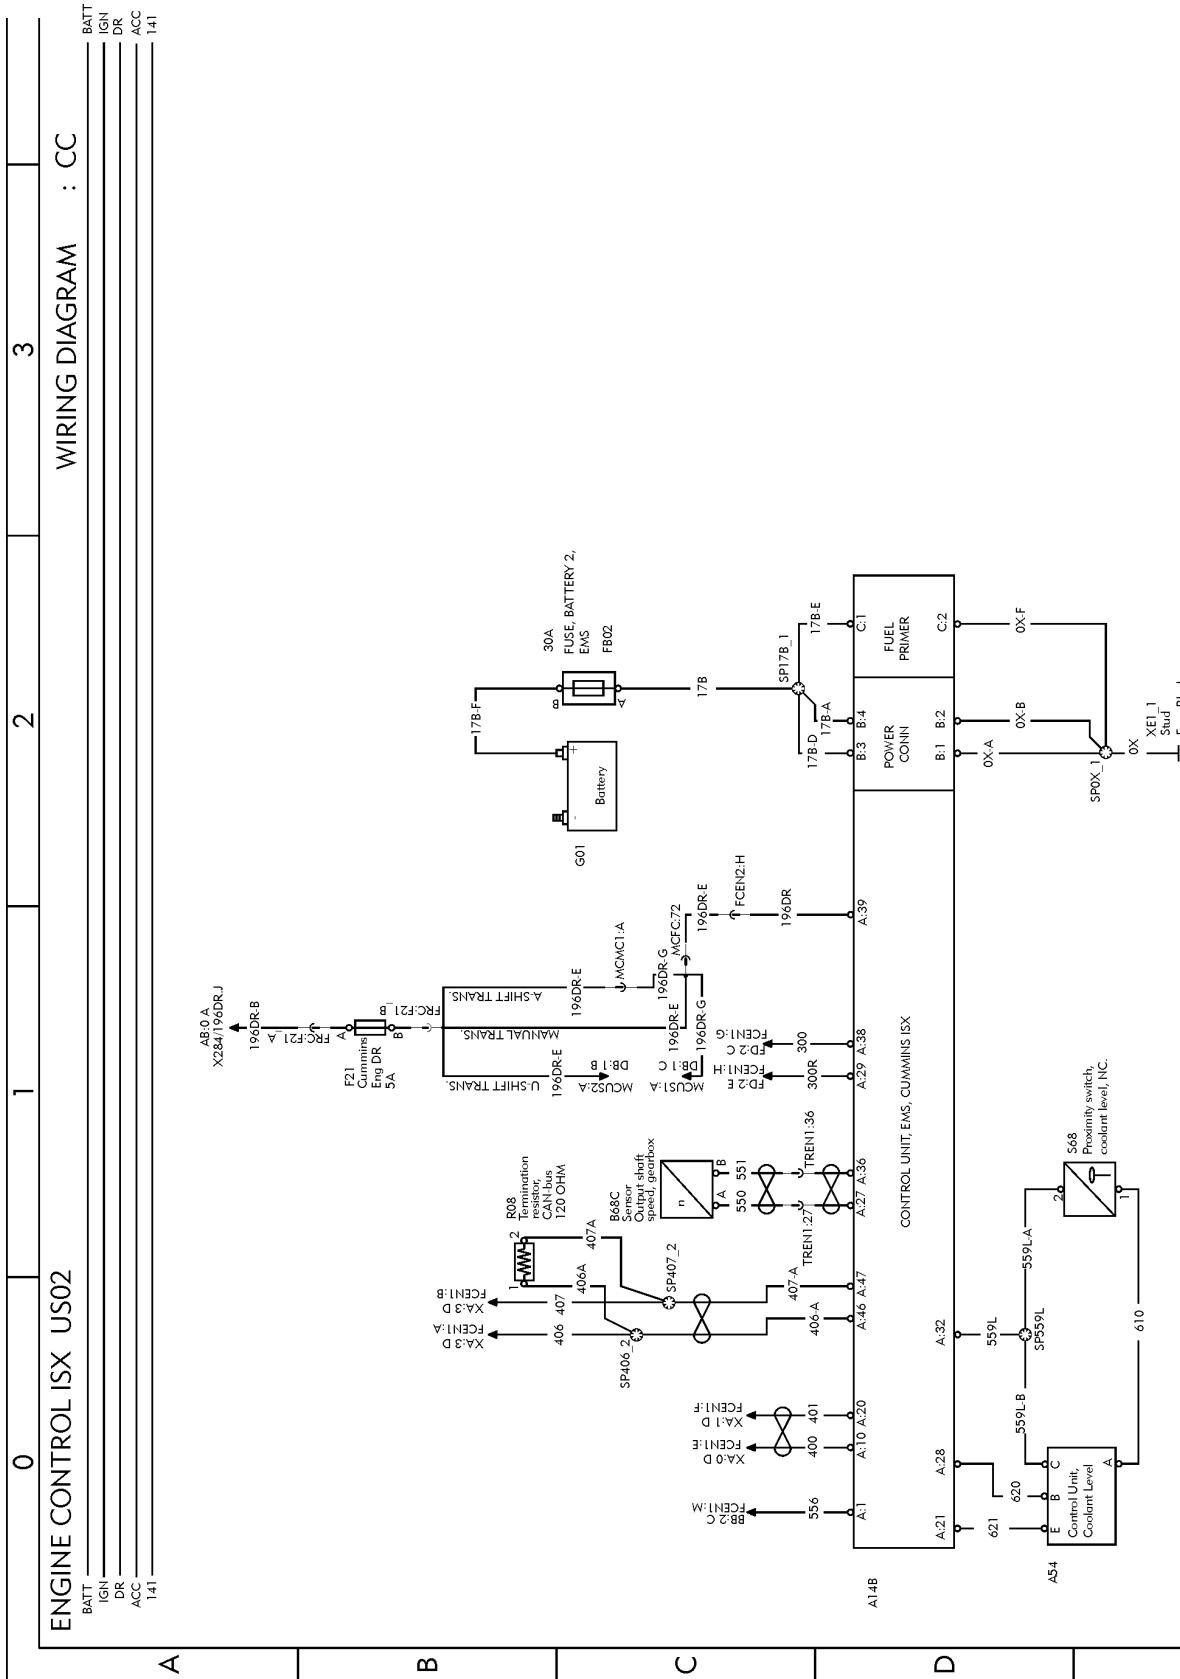 0
1
2
3
ENGINE CONTROL ISX US02
WIRING DIAGRAM : CC
BATT
IGN
DR
ACC
141
BATT
IGN
DR
ACC
141
A
B
C
D
AB:0 A
X284/196DR.J
196DR-B
FRC:F21_A
A
F21
Cummins
Eng DR
5A
B
FRC:F21_B
U-SHIFT TRANS.
MANUAL TRANS.
A-SHIFT TRANS.
196DR-E
MCUS2:A
DB:1 B
196DR-E
MCMC1:A
196DR-G
196DR-E
196DR-G
MCUS1:A
DB:1 C
MCFC:72
196DR-E
FCEN2:H
196DR
A:39
30A
FUSE, BATTERY 2,
EMS
FB02
17B-F
B
A
17B
G01
Battery
+
-
SP17B_1
17B-D
17B-A
17B-E
B:3
B:4
C:1
POWER
CONN
FUEL
PRIMER
B:1
B:2
C:2
0X-A
0X-B
0X-F
SP0X_1
0X
XE1_1
Stud
BB:2 C
FCEN1:M
556
A:1
XA:0 D
FCEN1:E
400
A:10
XA:1 D
FCEN1:F
401
A:20
XA:3 D
FCEN1:A
406
XA:3 D
FCEN1:B
407
SP406_2
SP407_2
406A
407A
1
2
R08
Termination
resistor,
CAN-bus
120 OHM
406-A
407-A
A:46
A:47
B68C
Sensor
Output shaft
speed, gearbox
n
A
B
550
551
TREN1:27
TREN1:36
A:27
A:36
FD:2 E
FCEN1:H
300R
A:29
FD:2 C
FCEN1:G
300
A:38
CONTROL UNIT, EMS, CUMMINS ISX
A14B
A:21
A:28
A:32
621
620
559L
SP559L
559L-B
559L-A
E
B
C
A
Control Unit,
Coolant Level
A54
S68
Proximity switch,
coolant level, NC.
2
1
610